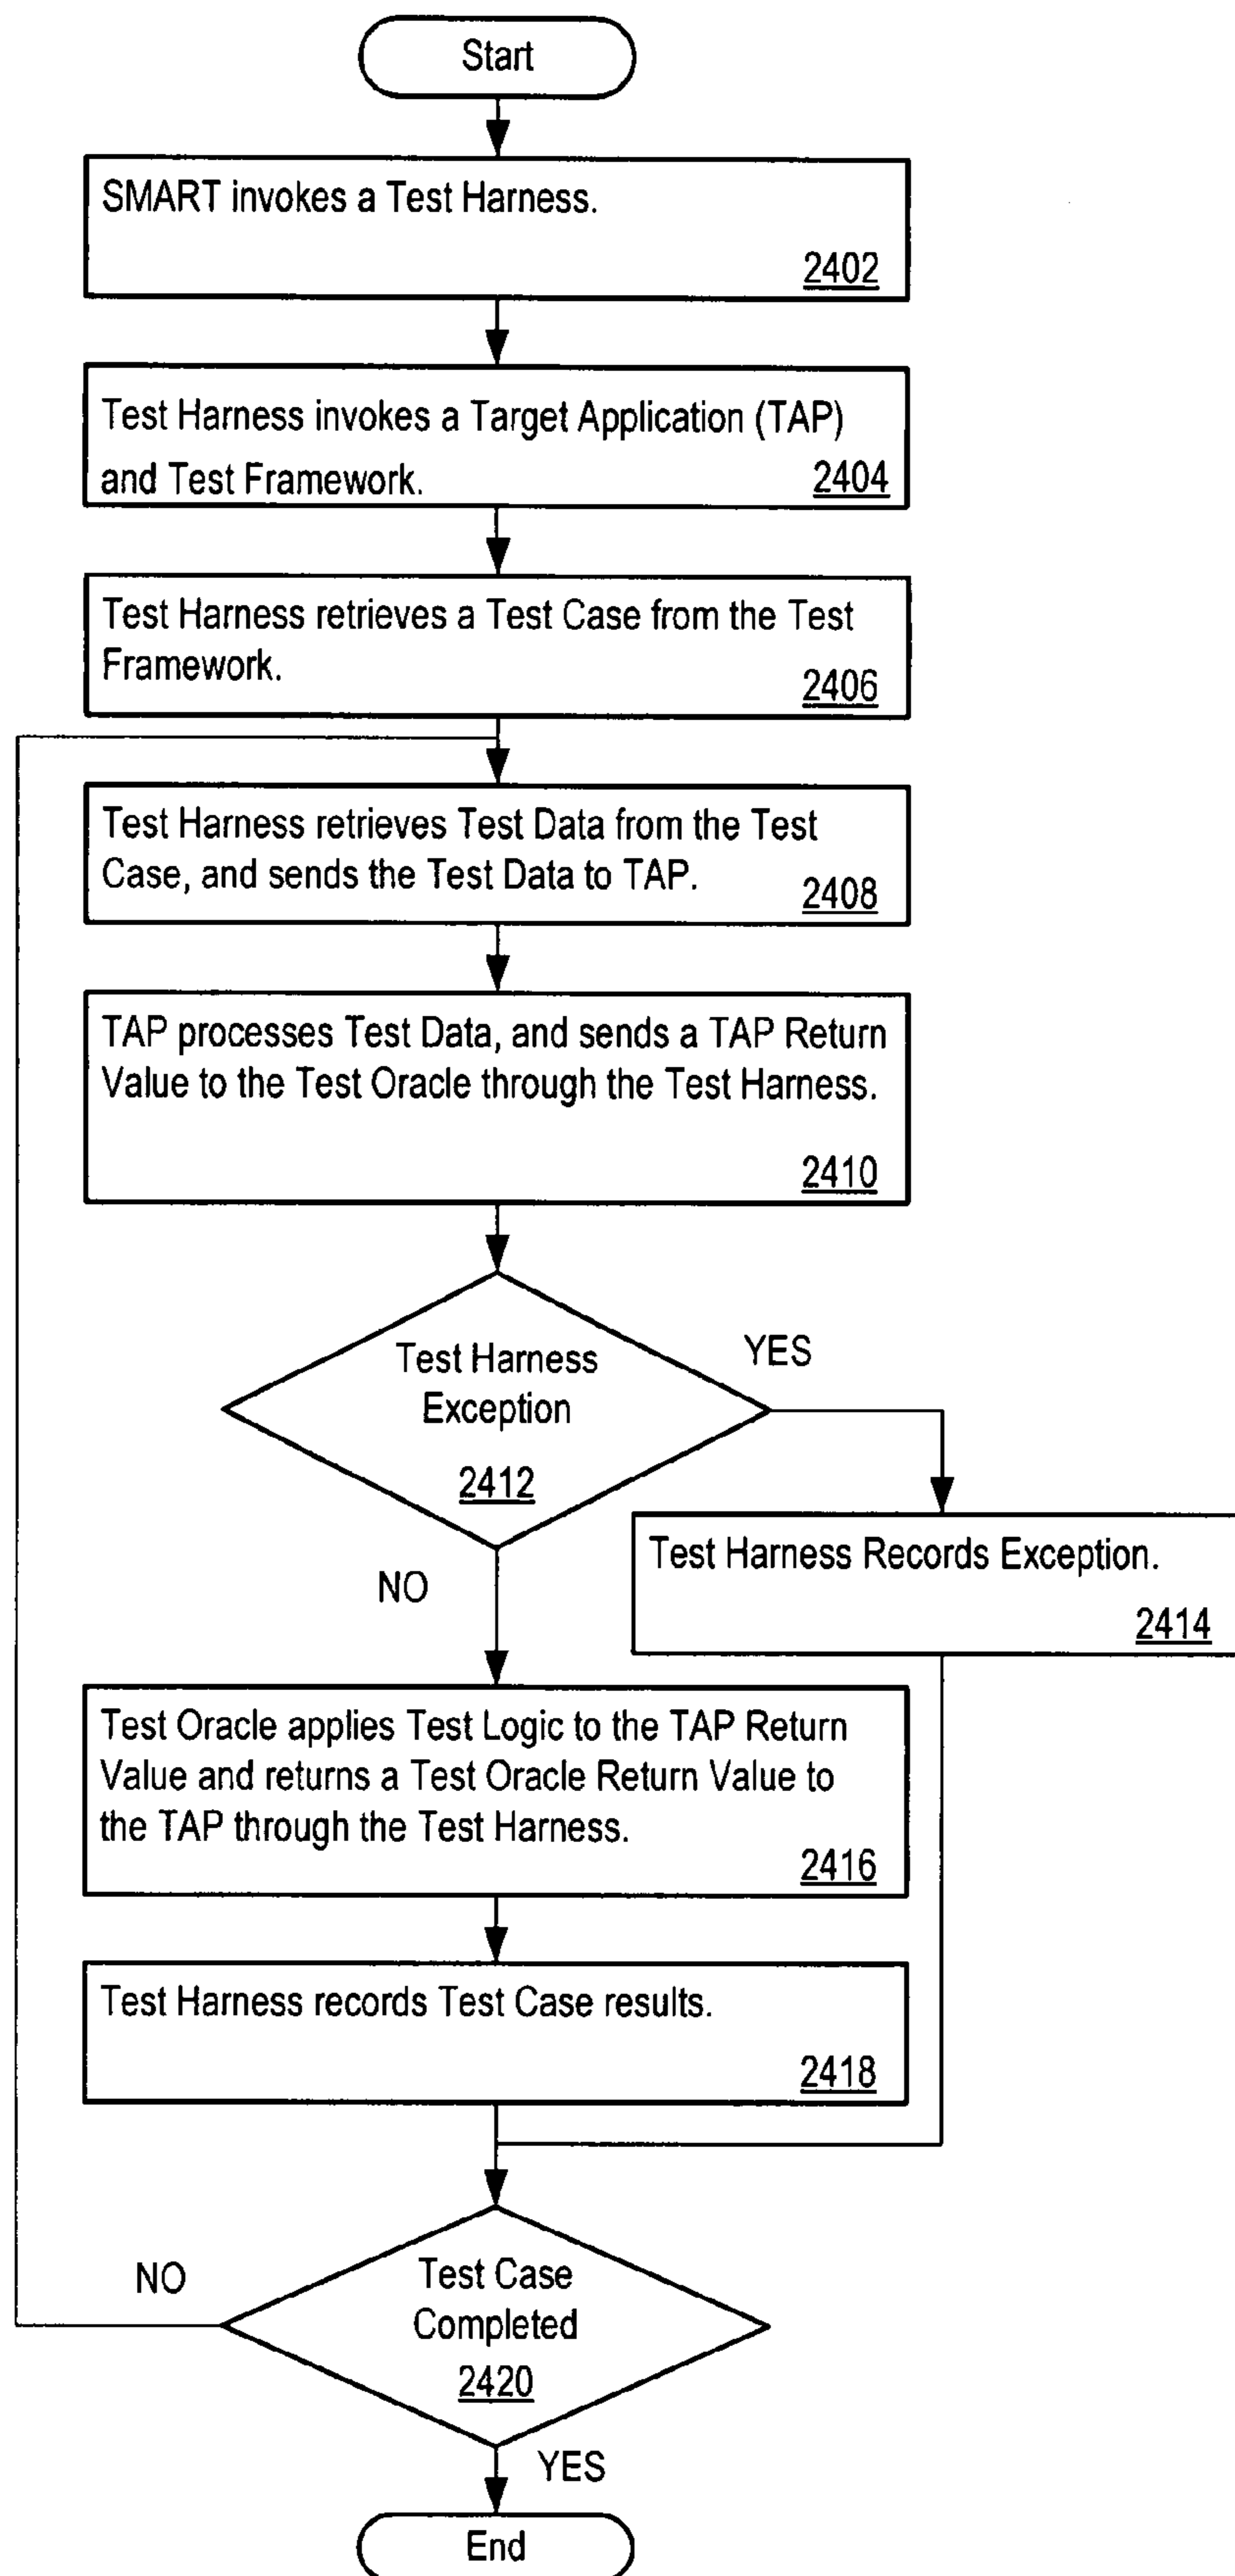 Start
SMART invokes a Test Harness.
2402
Test Harness invokes a Target Application (TAP)
and Test Framework.
2404
Test Harness retrieves a Test Case from the Test
Framework.
2406
Test Harness retrieves Test Data from the Test
Case, and sends the Test Data to TAP.
2408
TAP processes Test Data, and sends a TAP Return
Value to the Test Oracle through the Test Harness.
2410
Test Harness
Exception
2412
YES
NO
Test Harness Records Exception.
2414
Test Oracle applies Test Logic to the TAP Return
Value and returns a Test Oracle Return Value to
the TAP through the Test Harness.
2416
Test Harness records Test Case results.
2418
Test Case
Completed
2420
NO
YES
End